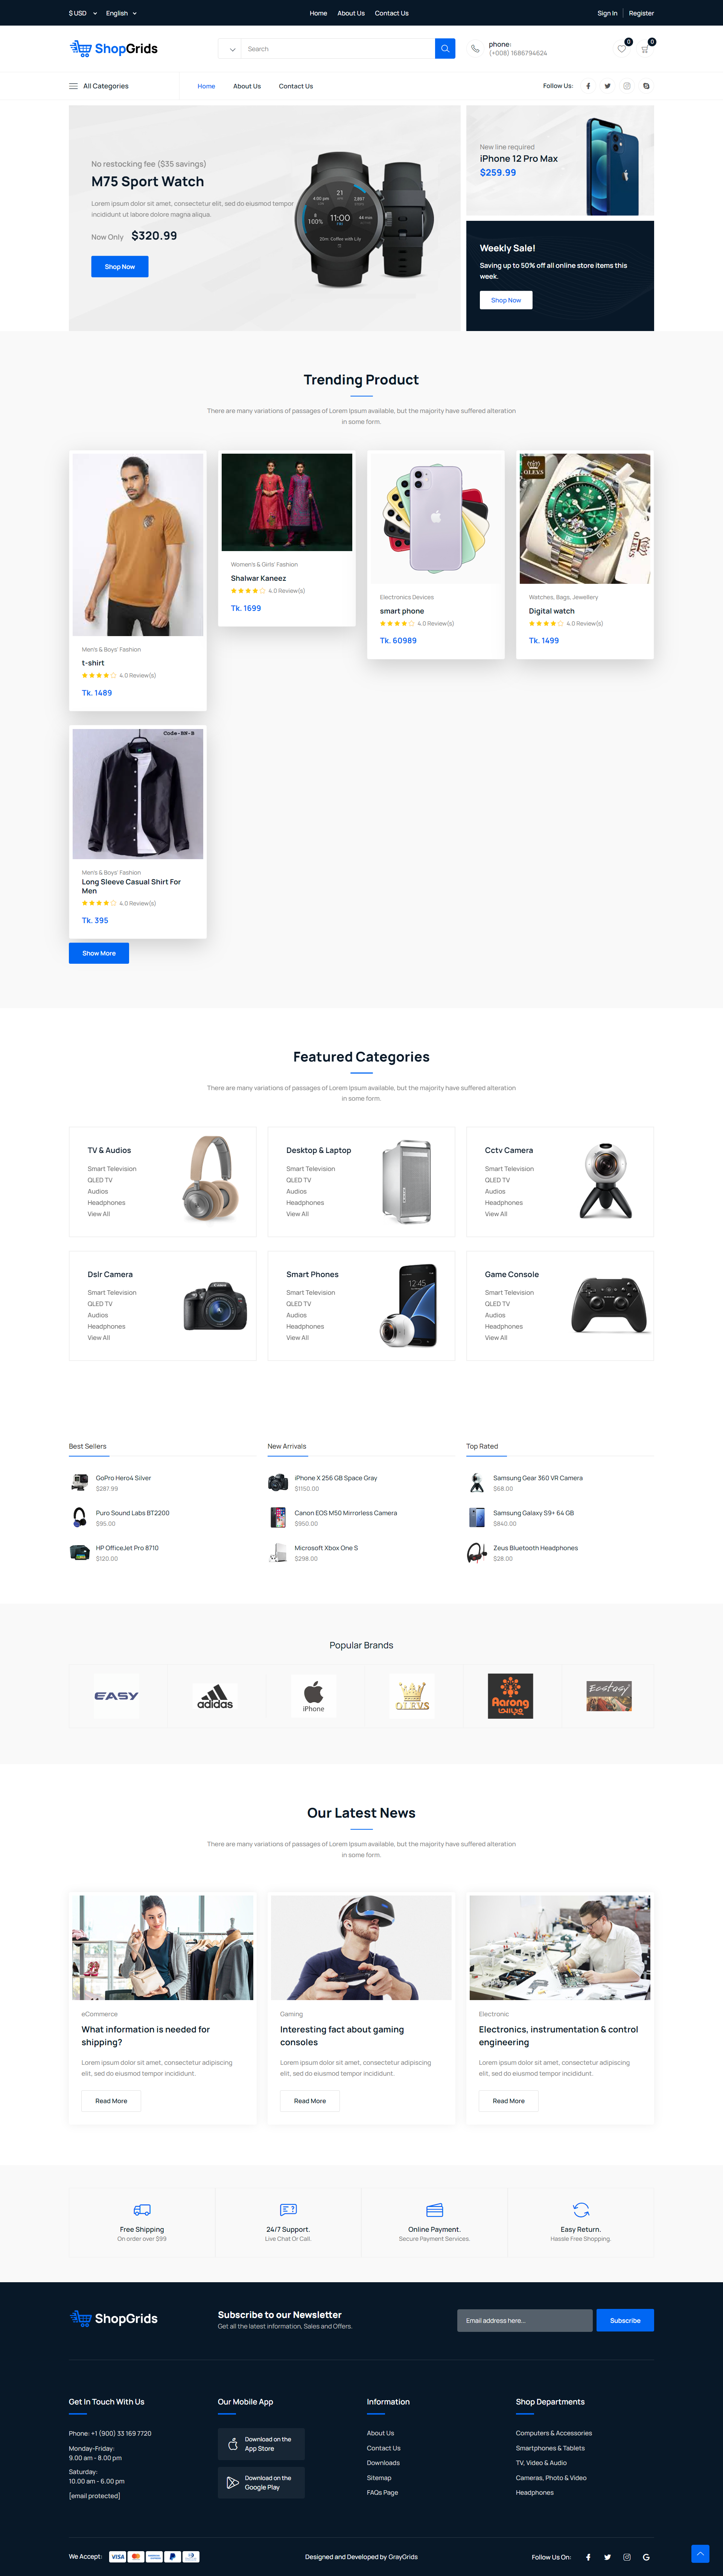 $ USD English Home About Us Contact Us Sign In Register
ShopGrids
Search
phone:
(+008) 1686794624
0
0
All Categories Home About Us Contact Us Follow Us:
No restocking fee ($35 savings)
M75 Sport Watch
Lorem ipsum dolor sit amet, consectetur elit, sed do eiusmod tempor
incididunt ut labore dolore magna aliqua.
Now Only $320.99
Shop Now
New line required
iPhone 12 Pro Max
$259.99
Weekly Sale!
Saving up to 50% off all online store items this
week.
Shop Now
Trending Product
There are many variations of passages of Lorem Ipsum available, but the majority have suffered alteration
in some form.
Men's & Boys' Fashion
t-shirt
4.0 Review(s)
Tk. 1489
Women's & Girls' Fashion
Shalwar Kaneez
4.0 Review(s)
Tk. 1699
Electronics Devices
smart phone
4.0 Review(s)
Tk. 60989
OLEVS
Watches, Bags, Jewellery
Digital watch
4.0 Review(s)
Tk. 1499
Code-BR-B
Men's & Boys' Fashion
Long Sleeve Casual Shirt For
Men
4.0 Review(s)
Tk. 395
Show More
Featured Categories
There are many variations of passages of Lorem Ipsum available, but the majority have suffered alteration
in some form.
TV & Audios
Smart Television
QLED TV
Audios
Headphones
View All
Desktop & Laptop
Smart Television
QLED TV
Audios
Headphones
View All
Cctv Camera
Smart Television
QLED TV
Audios
Headphones
View All
Dslr Camera
Smart Television
QLED TV
Audios
Headphones
View All
Smart Phones
Smart Television
QLED TV
Audios
Headphones
View All
12:45
Game Console
Smart Television
QLED TV
Audios
Headphones
View All
Best Sellers
GoPro Hero4 Silver
$287.99
Puro Sound Labs BT2200
$95.00
HP OfficeJet Pro 8710
$120.00
New Arrivals
iPhone X 256 GB Space Gray
$1150.00
Canon EOS M50 Mirrorless Camera
$950.00
Microsoft Xbox One S
$298.00
Top Rated
Samsung Gear 360 VR Camera
$68.00
Samsung Galaxy S9+ 64 GB
$840.00
Zeus Bluetooth Headphones
$28.00
Popular Brands
EASY
adidas
iPhone
OLEVS
Aarong
আড়ং
Ecstasy
Our Latest News
There are many variations of passages of Lorem Ipsum available, but the majority have suffered alteration
in some form.
eCommerce
What information is needed for
shipping?
Lorem ipsum dolor sit amet, consectetur adipiscing
elit, sed do eiusmod tempor incididunt.
Read More
Gaming
Interesting fact about gaming
consoles
Lorem ipsum dolor sit amet, consectetur adipiscing
elit, sed do eiusmod tempor incididunt.
Read More
Electronic
Electronics, instrumentation & control
engineering
Lorem ipsum dolor sit amet, consectetur adipiscing
elit, sed do eiusmod tempor incididunt.
Read More
Free Shipping
On order over $99
24/7 Support.
Live Chat Or Call.
Online Payment.
Secure Payment Services.
Easy Return.
Hassle Free Shopping.
ShopGrids
Subscribe to our Newsletter
Get all the latest information, Sales and Offers.
Email address here...
Subscribe
Get In Touch With Us
Phone: +1 (900) 33 169 7720
Monday-Friday:
9.00 am - 8.00 pm
Saturday:
10.00 am - 6.00 pm
[email protected]
Our Mobile App
Download on the
App Store
Download on the
Google Play
Information
About Us
Contact Us
Downloads
Sitemap
FAQs Page
Shop Departments
Computers & Accessories
Smartphones & Tablets
TV, Video & Audio
Cameras, Photo & Video
Headphones
We Accept: VISA
Designed and Developed by GrayGrids
Follow Us On: